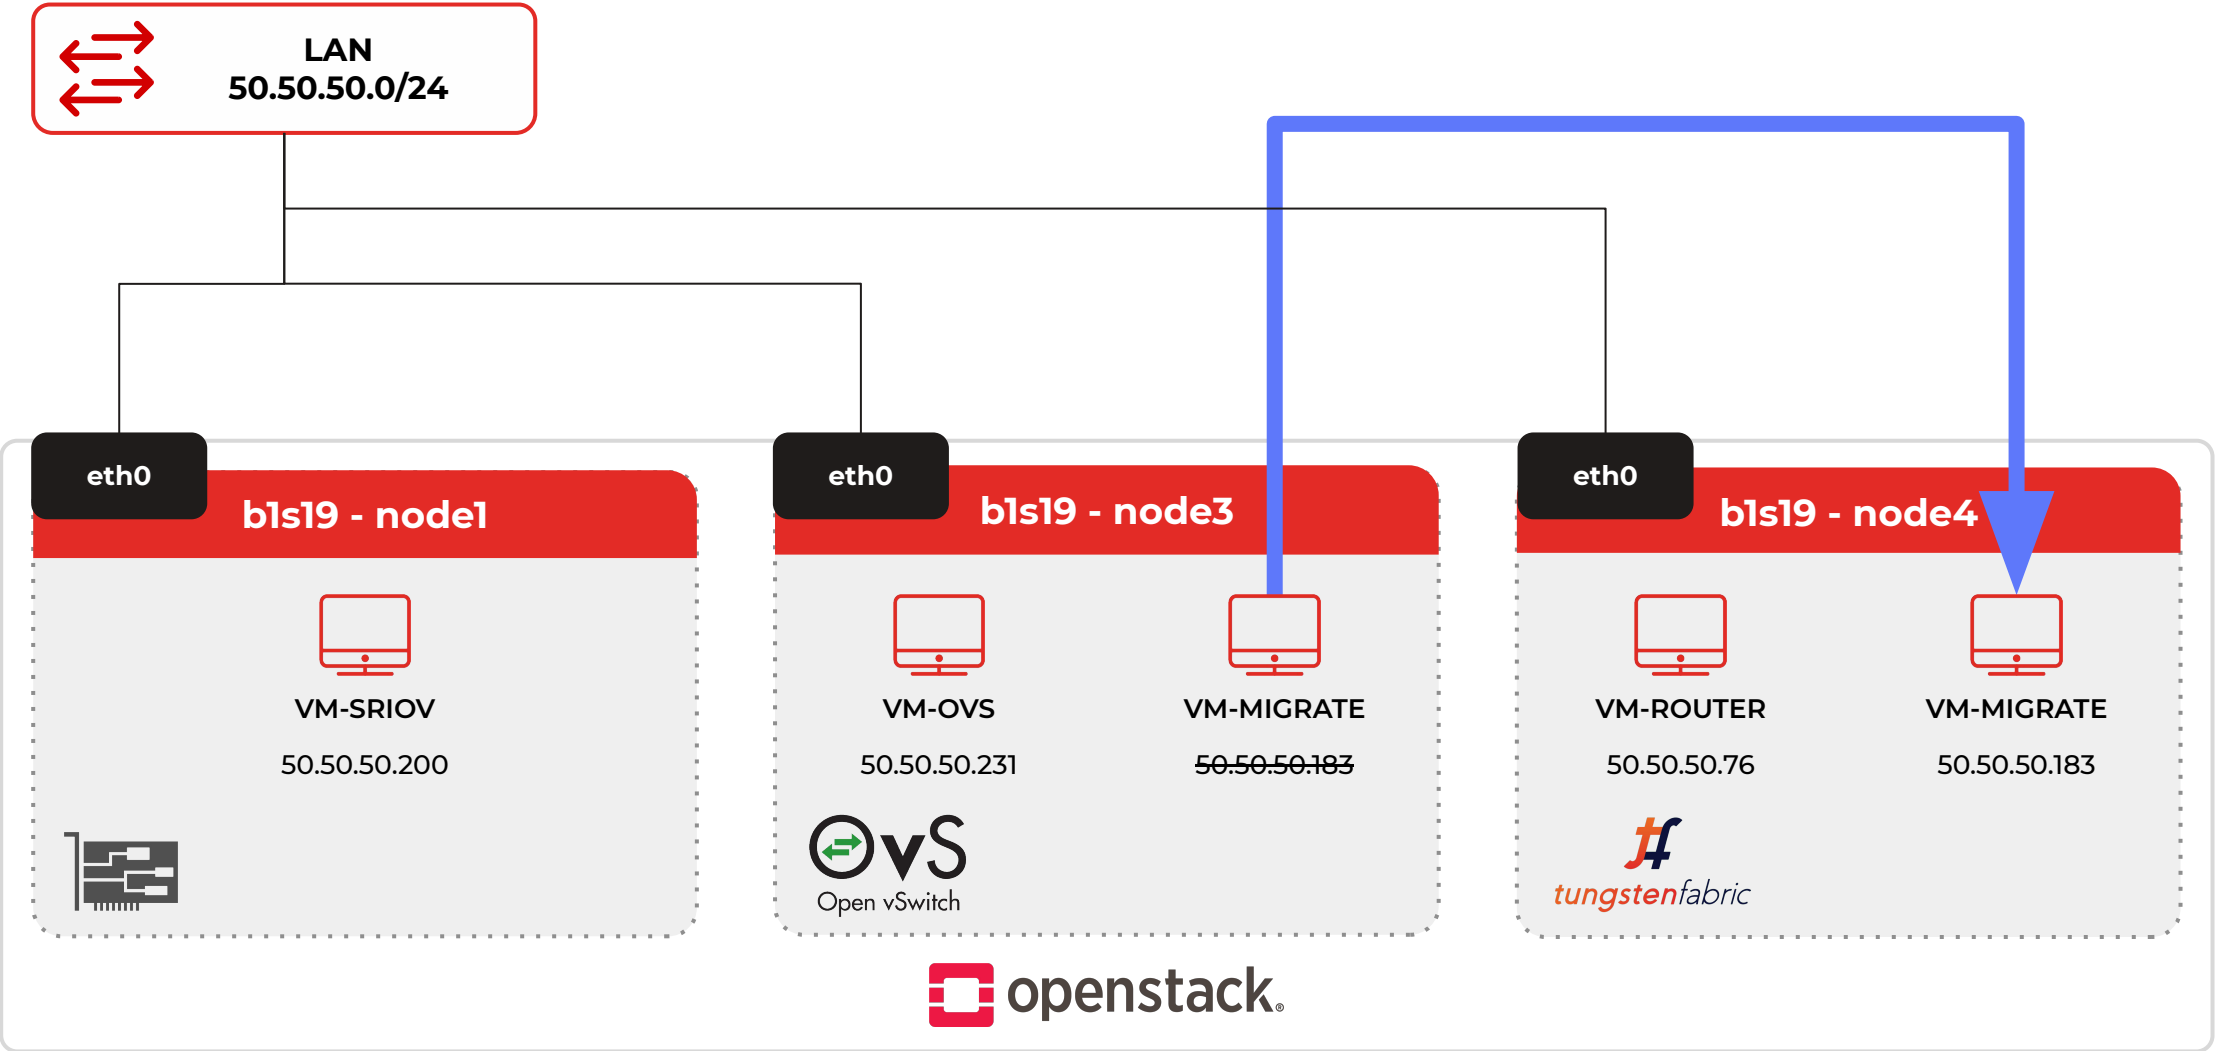 LAN
50.50.50.0/24
eth0
b1s19 - node1
VM-SRIOV
50.50.50.200
eth0
b1s19 - node3
VM-OVS
50.50.50.231
VM-MIGRATE
50.50.50.183
OvS
Open vSwitch
eth0
b1s19 - node4
VM-ROUTER
50.50.50.76
VM-MIGRATE
50.50.50.183
tf
tungstenfabric
openstack®